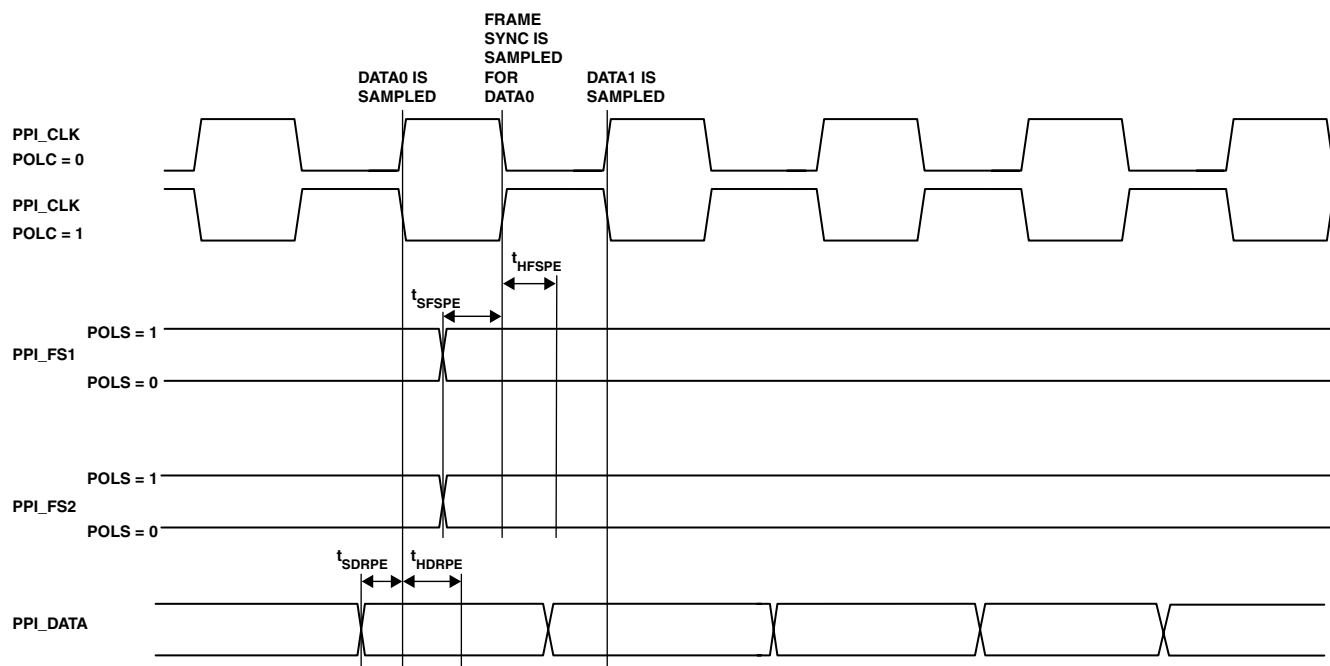 FRAME
SYNC IS
SAMPLED
FOR
DATA0
DATA0 IS
SAMPLED
DATA1 IS
SAMPLED
PPI_CLK
POLC = 0
PPI_CLK
POLC = 1
tHFSPE
tSFSPE
POLS = 1
PPI_FS1
POLS = 0
POLS = 1
PPI_FS2
POLS = 0
tSDRPE
tHDRPE
PPI_DATA